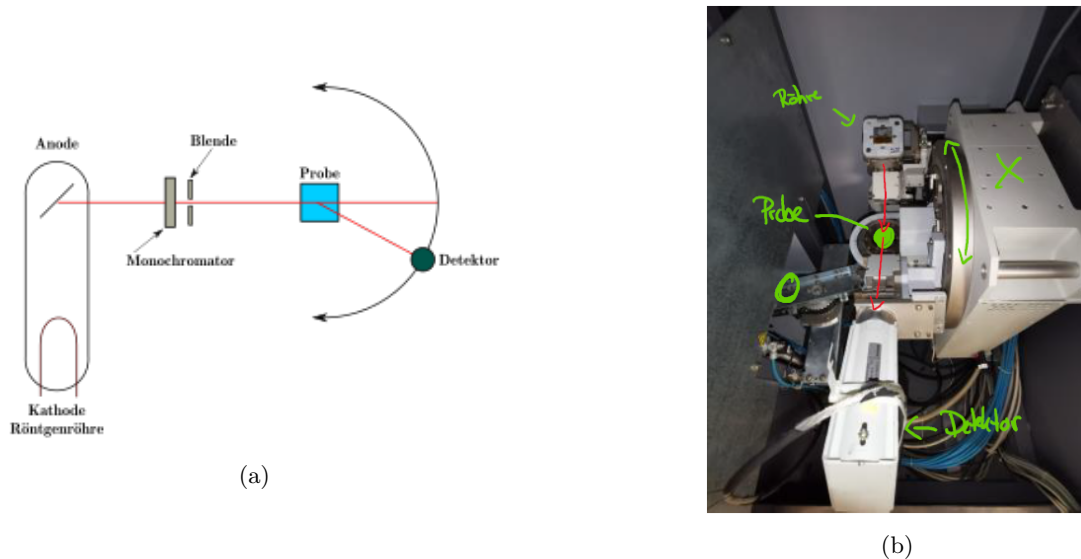 Anode
Blende
Probe
Monochromator
Detektor
Kathode
Röntgenröhre
(a)
Röhre
X
Probe
O
Detektor
(b)